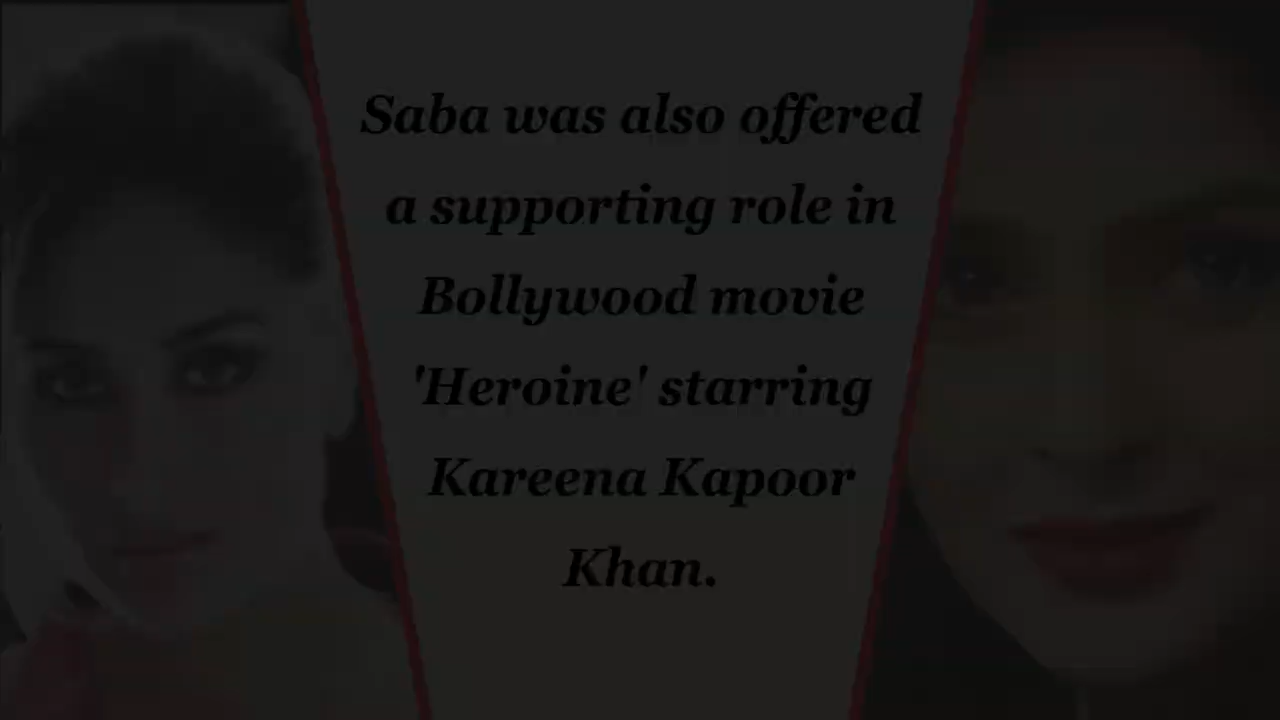 Saba was also offered
a supporting role in
Bollywood movie
'Heroine' starring
Kareena Kapoor
Khan.